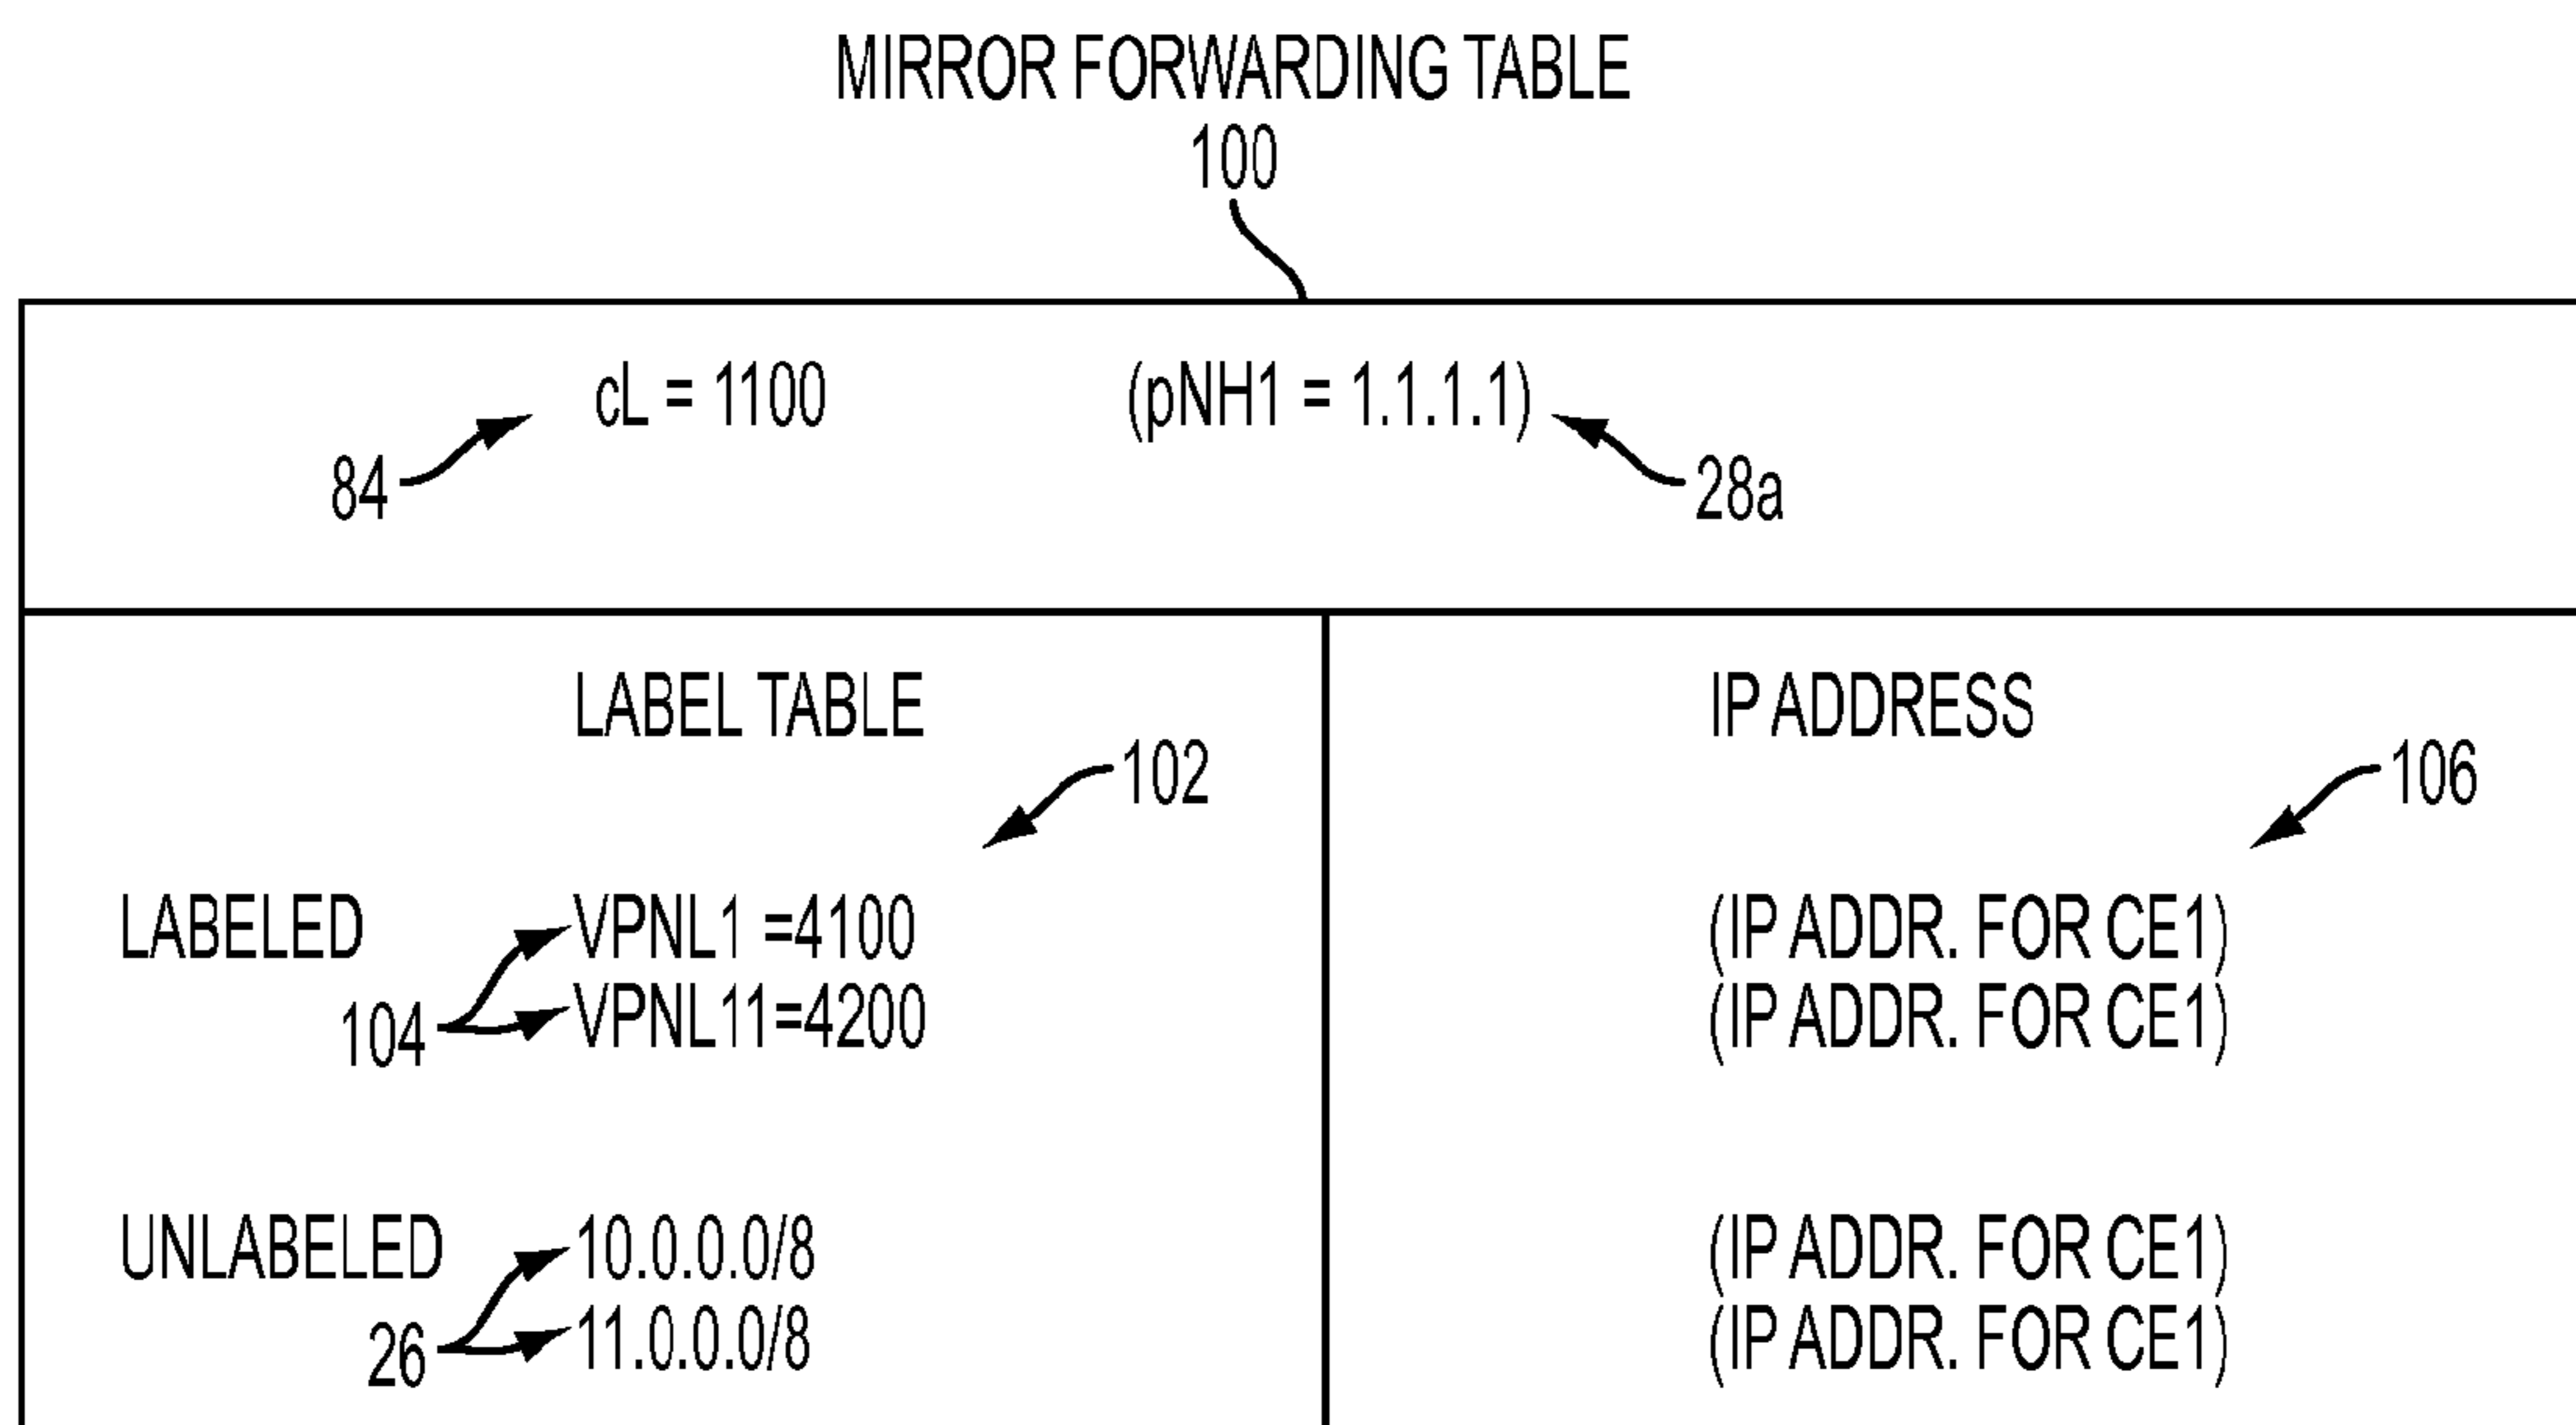 MIRROR FORWARDING TABLE
100
cL = 1100 (pNH1 = 1.1.1.1)
84 28a
LABEL TABLE IP ADDRESS
102 106
LABELED VPNL1 =4100 (IP ADDR. FOR CE1)
104 VPNL11=4200 (IP ADDR. FOR CE1)
UNLABELED 10.0.0.0/8 (IP ADDR. FOR CE1)
26 11.0.0.0/8 (IP ADDR. FOR CE1)